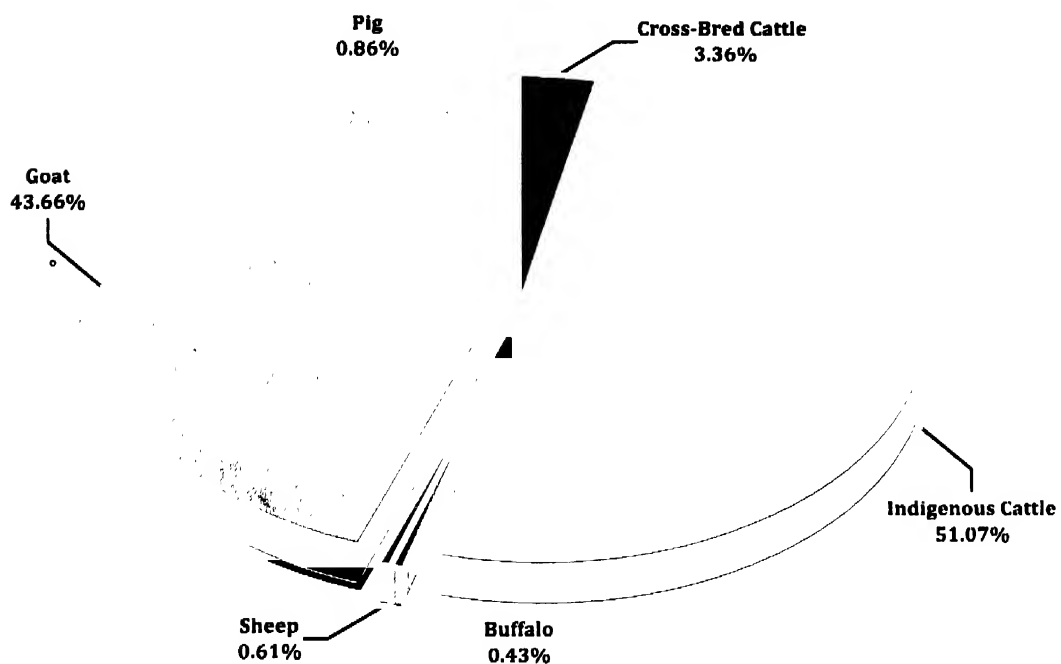 Pig
0.86%
Cross-Bred Cattle
3.36%
Goat
43.66%
Indigenous Cattle
51.07%
Sheep
0.61%
Buffalo
0.43%